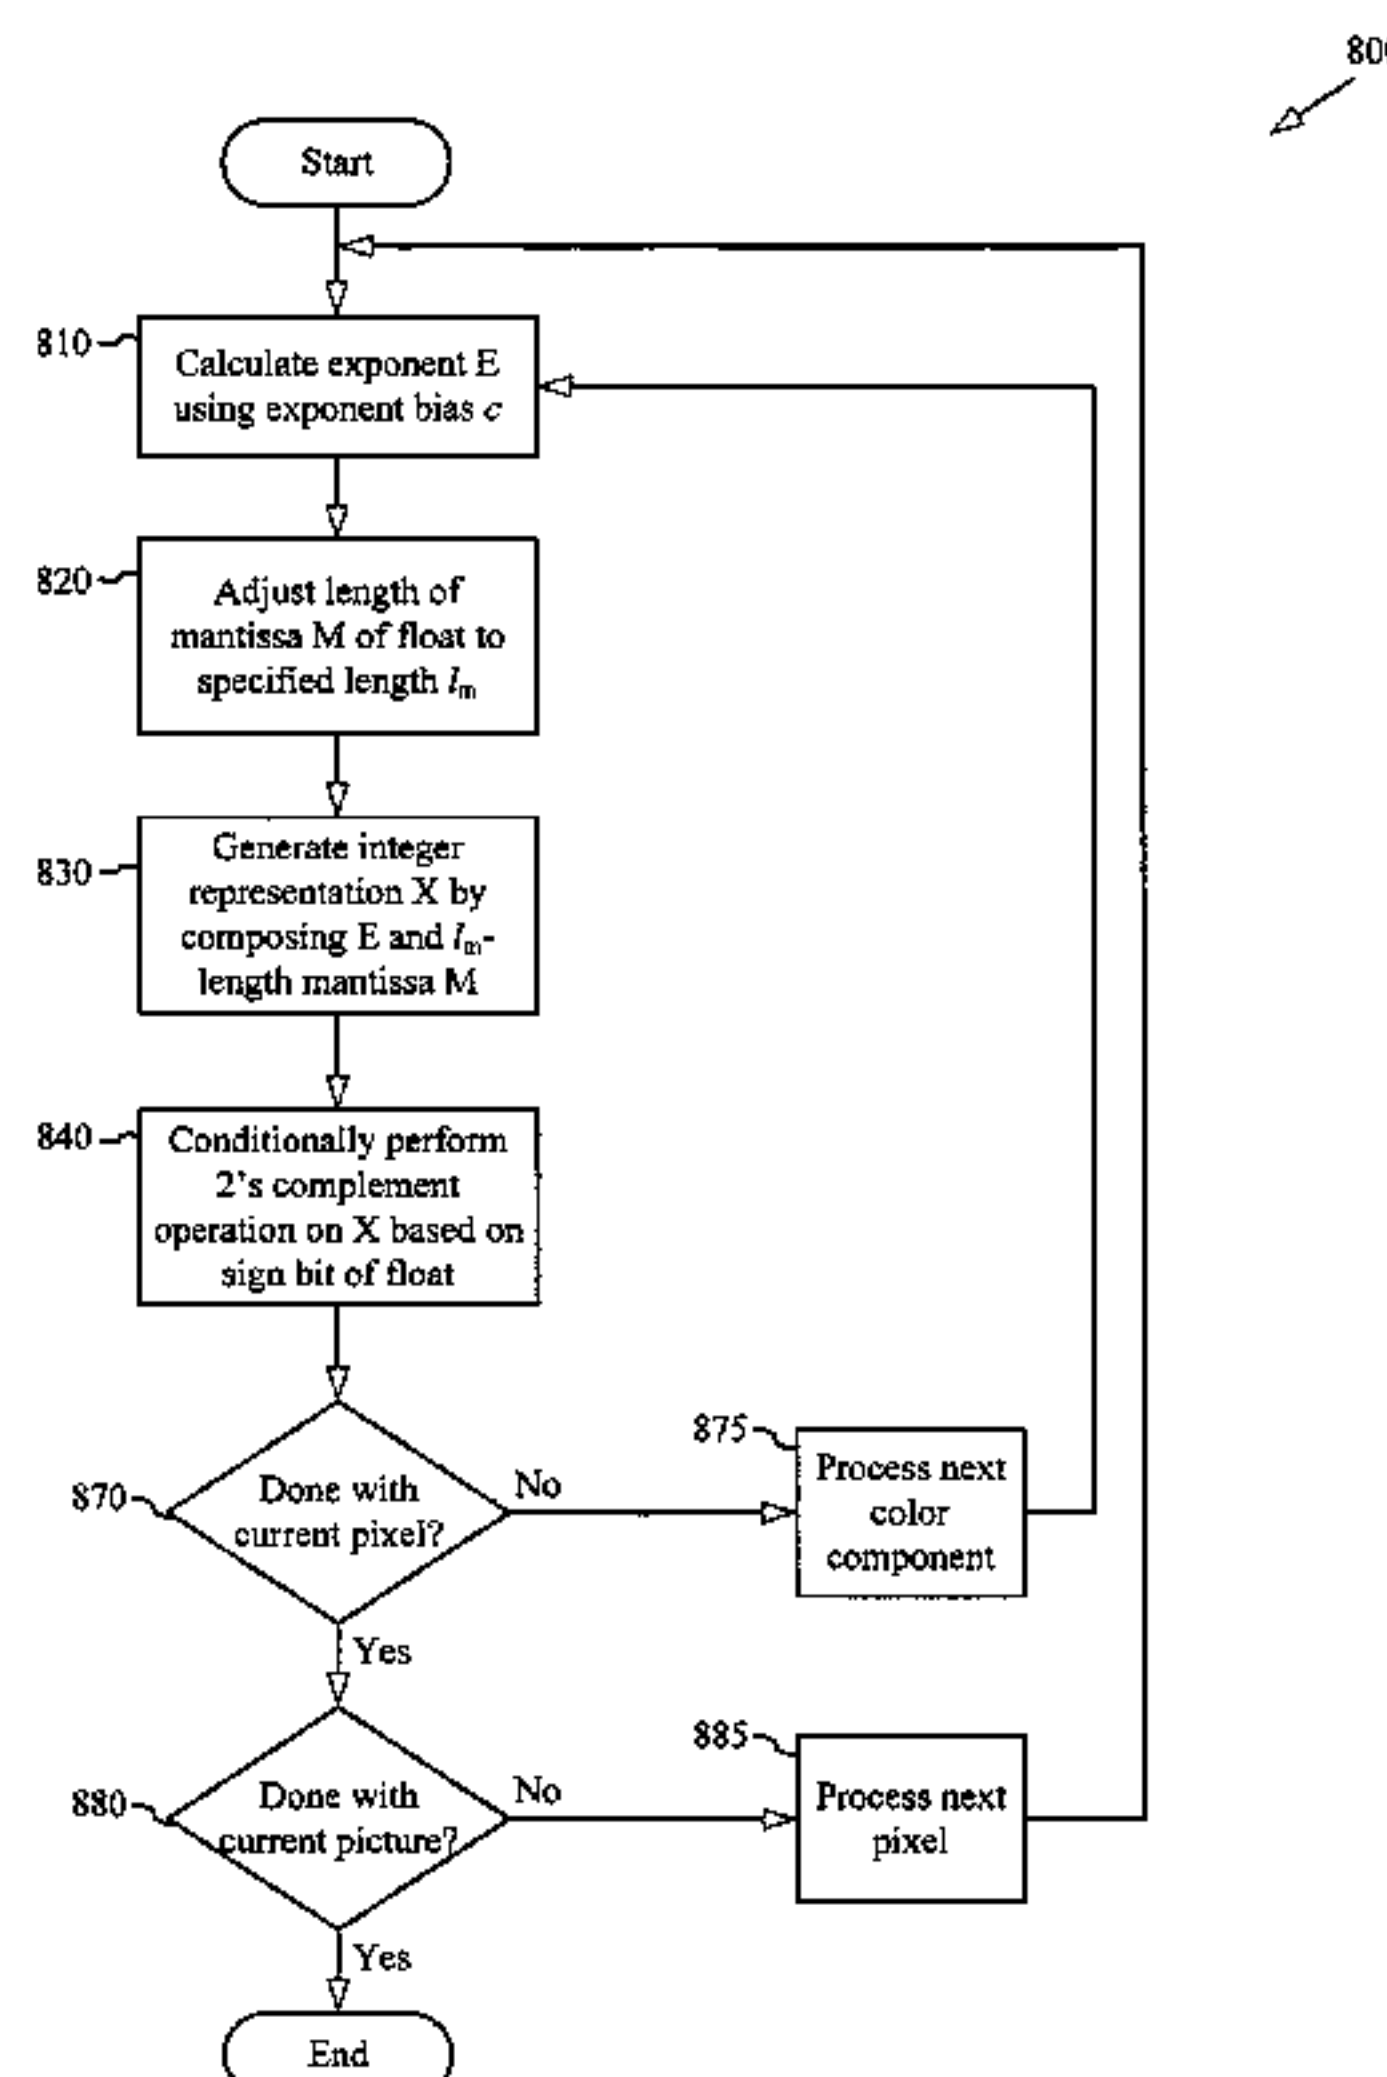 80
Start
810
Calculate exponent E
using exponent bias c
820
Adjust length of
mantissa M of float to
specified length lm
830
Generate integer
representation X by
composing E and lm-
length mantissa M
840
Conditionally perform
2's complement
operation on X based on
sign bit of float
870
Done with
current pixel?
No
875
Process next
color
component
Yes
880
Done with
current picture?
No
885
Process next
pixel
Yes
End